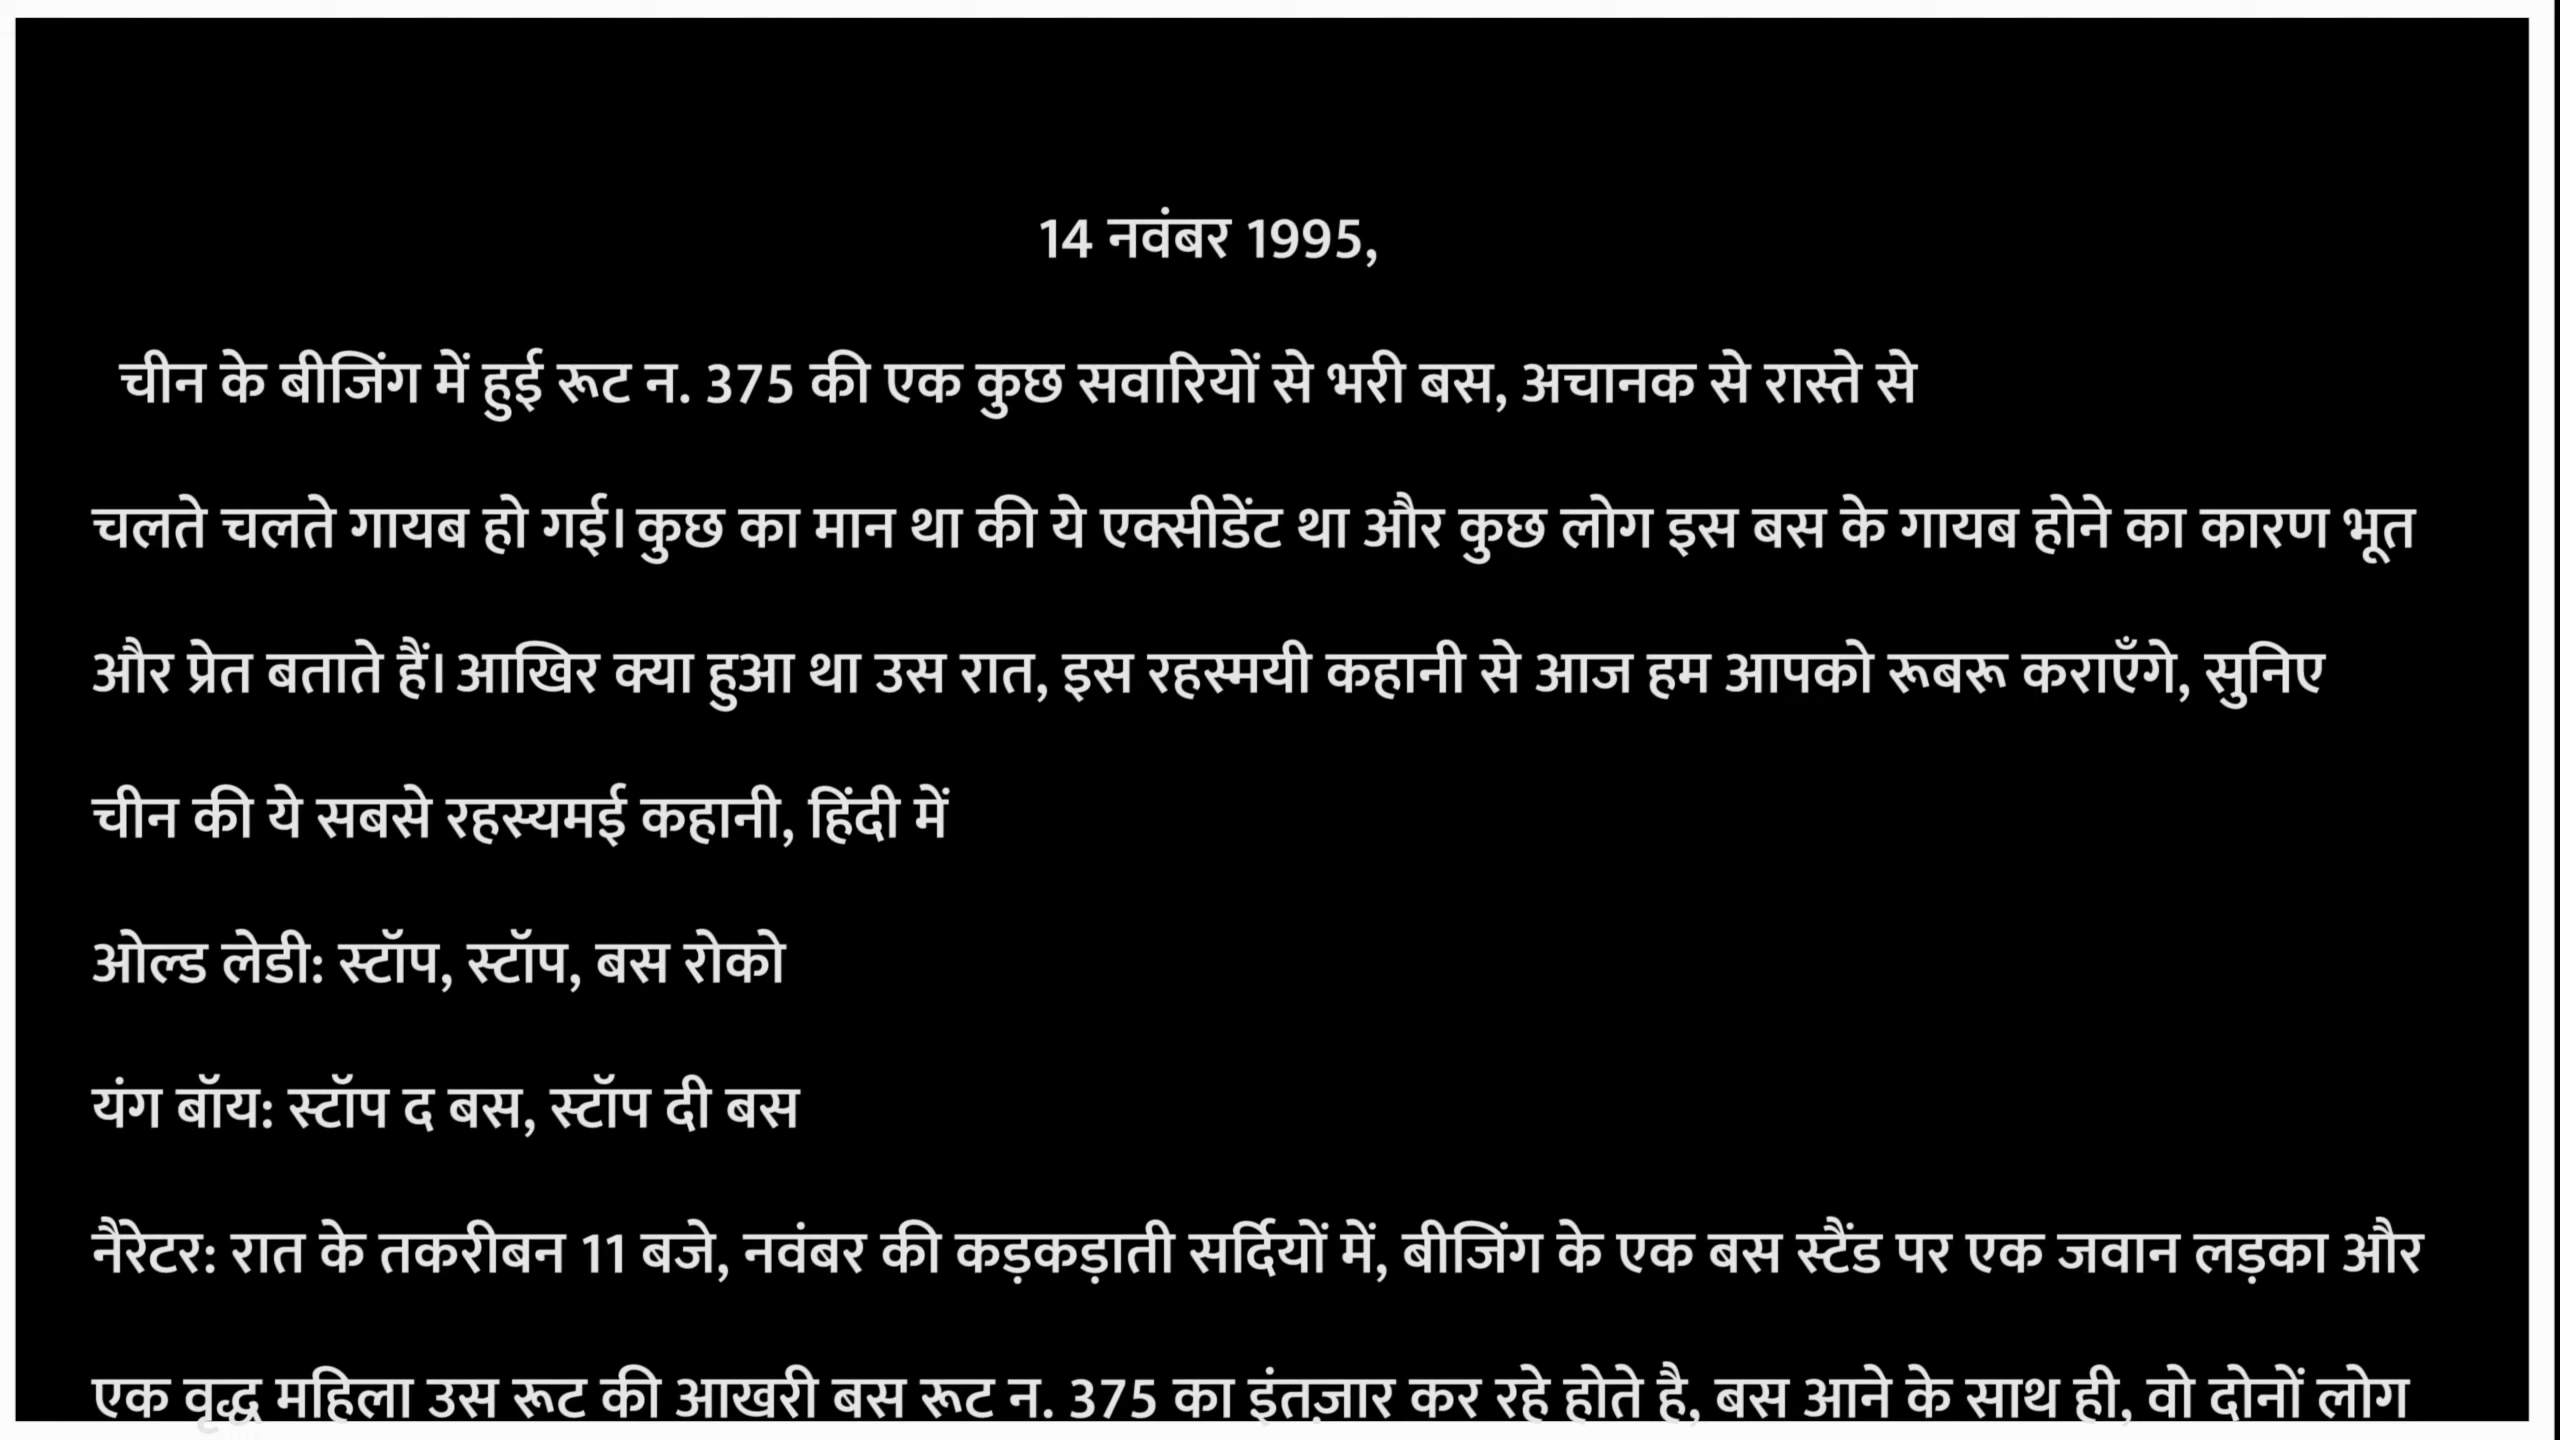 14 नवंबर 1995,
चीन के बीजिंग में हुई रूट न. 375 की एक कुछ सवारियों से भरी बस, अचानक से रास्ते से
चलते चलते गायब हो गई। कुछ का मान था की ये एक्सीडेंट था और कुछ लोग इस बस के गायब होने का कारण भूत
और प्रेत बताते हैं। आखिर क्या हुआ था उस रात, इस रहस्मयी कहानी से आज हम आपको रूबरू कराएँगे, सुनिए
चीन की ये सबसे रहस्यमई कहानी, हिंदी में
ओल्ड लेडी: स्टॉप, स्टॉप, बस रोको
यंग बॉय: स्टॉप द बस, स्टॉप दी बस
नैरेटर: रात के तकरीबन 11 बजे, नवंबर की कड़कड़ाती सर्दियों में, बीजिंग के एक बस स्टैंड पर एक जवान लड़का और
एक वृद्ध महिला उस रूट की आखरी बस रूट न. 375 का इंतज़ार कर रहे होते है, बस आने के साथ ही, वो दोनों लोग